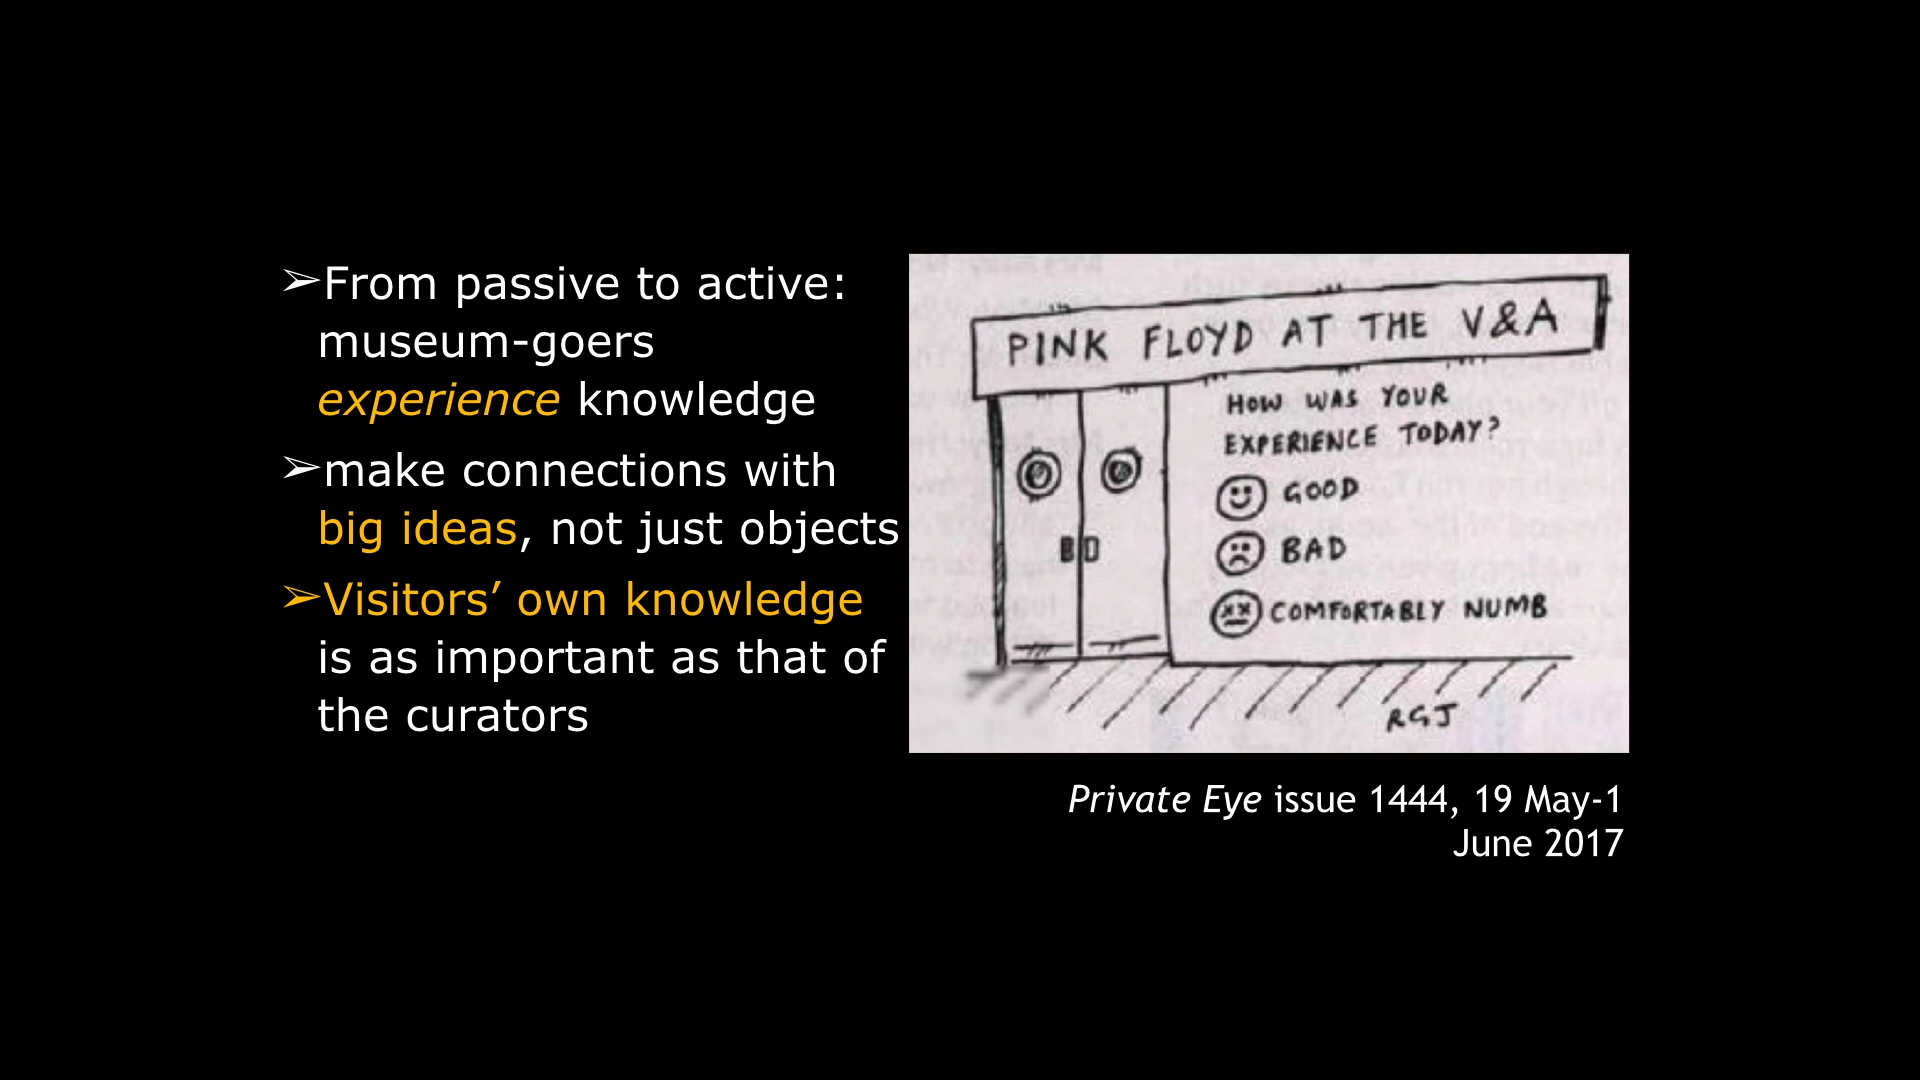 ➢From passive to active:
museum-goers
experience knowledge
➢make connections with
big ideas, not just objects
➢Visitors’ own knowledge
is as important as that of
the curators
PINK FLOYD AT THE V&A
HOW WAS YOUR
EXPERIENCE TODAY?
GOOD
BAD
COMFORTABLY NUMB
RGJ
Private Eye issue 1444, 19 May-1
June 2017